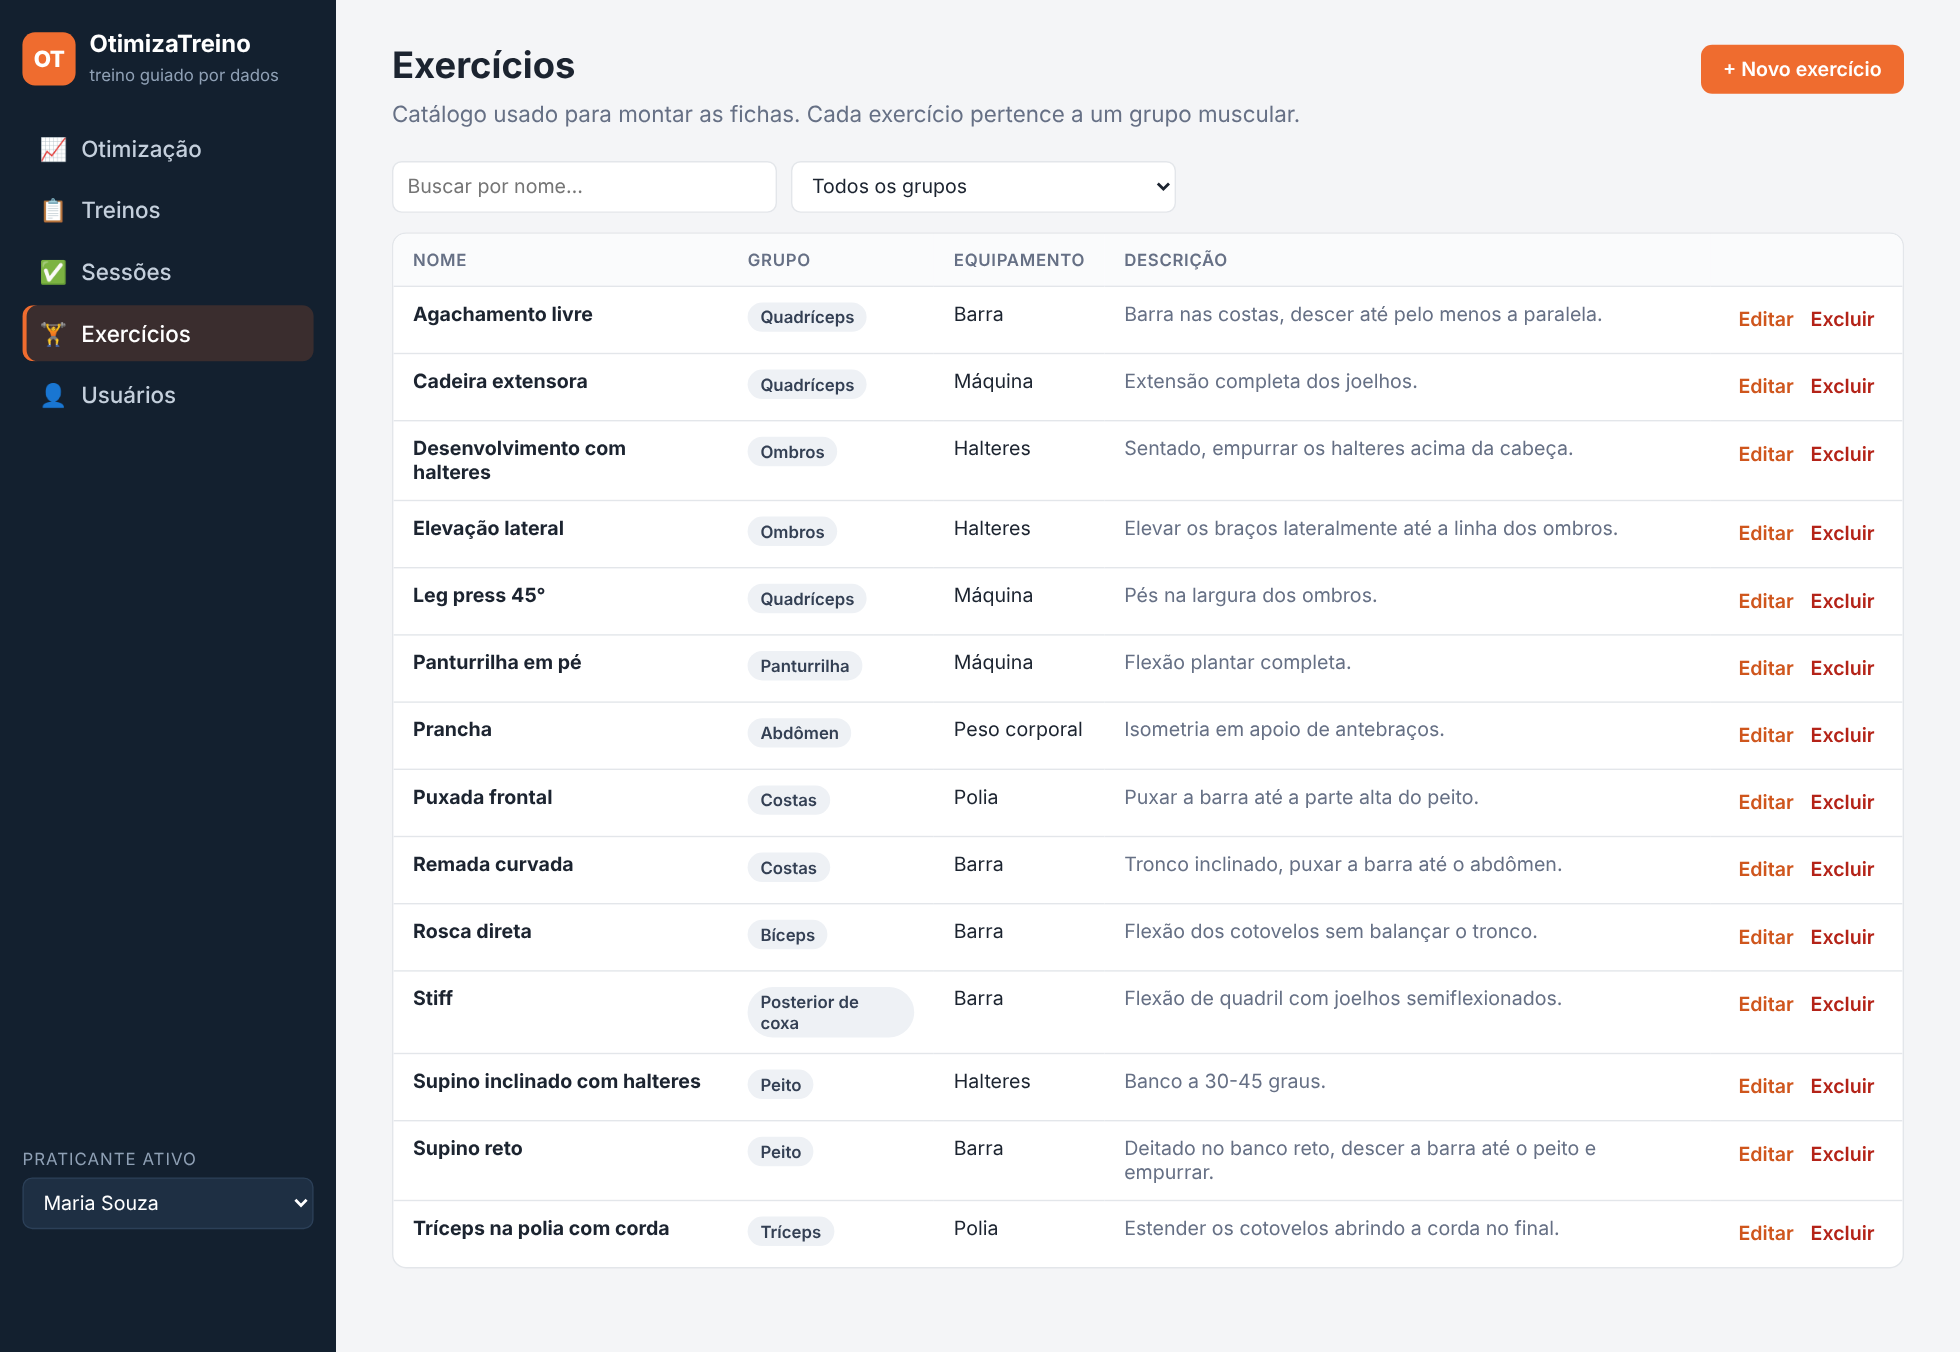 OT
OtimizaTreino
treino guiado por dados
Otimização
Treinos
Sessões
Exercícios
Usuários
PRATICANTE ATIVO
Maria Souza
Exercícios
+ Novo exercício
Catálogo usado para montar as fichas. Cada exercício pertence a um grupo muscular.
Buscar por nome...
Todos os grupos
NOME GRUPO EQUIPAMENTO DESCRIÇÃO
Agachamento livre Quadríceps Barra Barra nas costas, descer até pelo menos a paralela. Editar Excluir
Cadeira extensora Quadríceps Máquina Extensão completa dos joelhos. Editar Excluir
Desenvolvimento com Ombros Halteres Sentado, empurrar os halteres acima da cabeça. Editar Excluir
halteres
Elevação lateral Ombros Halteres Elevar os braços lateralmente até a linha dos ombros. Editar Excluir
Leg press 45° Quadríceps Máquina Pés na largura dos ombros. Editar Excluir
Panturrilha em pé Panturrilha Máquina Flexão plantar completa. Editar Excluir
Prancha Abdômen Peso corporal Isometria em apoio de antebraços. Editar Excluir
Puxada frontal Costas Polia Puxar a barra até a parte alta do peito. Editar Excluir
Remada curvada Costas Barra Tronco inclinado, puxar a barra até o abdômen. Editar Excluir
Rosca direta Bíceps Barra Flexão dos cotovelos sem balançar o tronco. Editar Excluir
Stiff Posterior de Barra Flexão de quadril com joelhos semiflexionados. Editar Excluir
coxa
Supino inclinado com halteres Peito Halteres Banco a 30-45 graus. Editar Excluir
Supino reto Peito Barra Deitado no banco reto, descer a barra até o peito e Editar Excluir
empurrar.
Tríceps na polia com corda Tríceps Polia Estender os cotovelos abrindo a corda no final. Editar Excluir